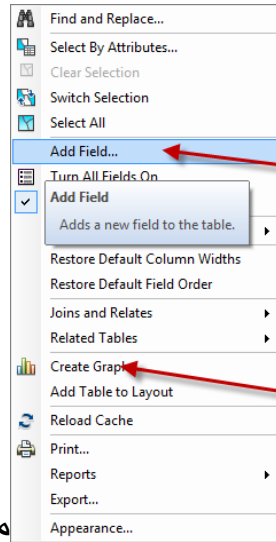 Find and Replace...
Select By Attributes...
Clear Selection
Switch Selection
Select All
Add Field...
Turn All Fields On
Add Field
Adds a new field to the table.
Restore Default Column Widths
Restore Default Field Order
Joins and Relates
Related Tables
Create Graph
Add Table to Layout
Reload Cache
Print...
Reports
Export...
Appearance...